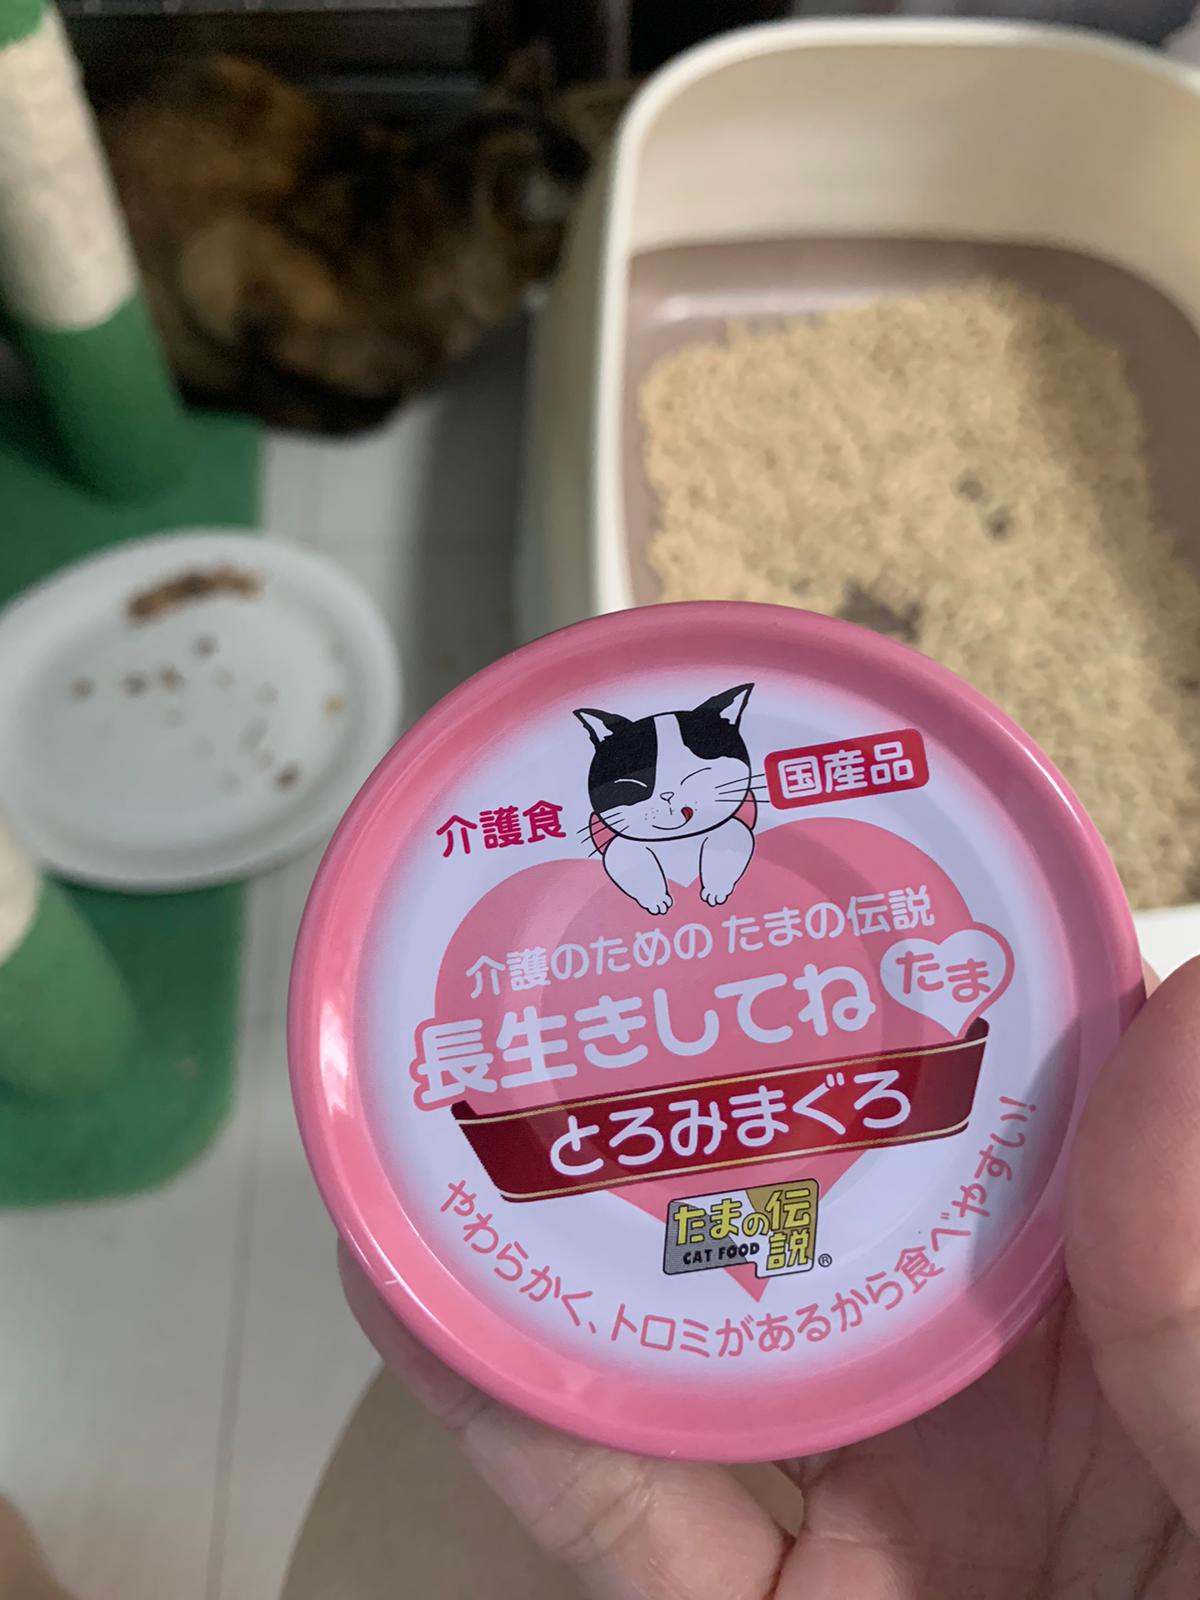 介護食
国産品
介護のための たまの伝説
長生きしてね たま
とろみまぐろ
たまの伝説
CAT FOOD ®
やわらかく、トロミがあるから食べやすい!